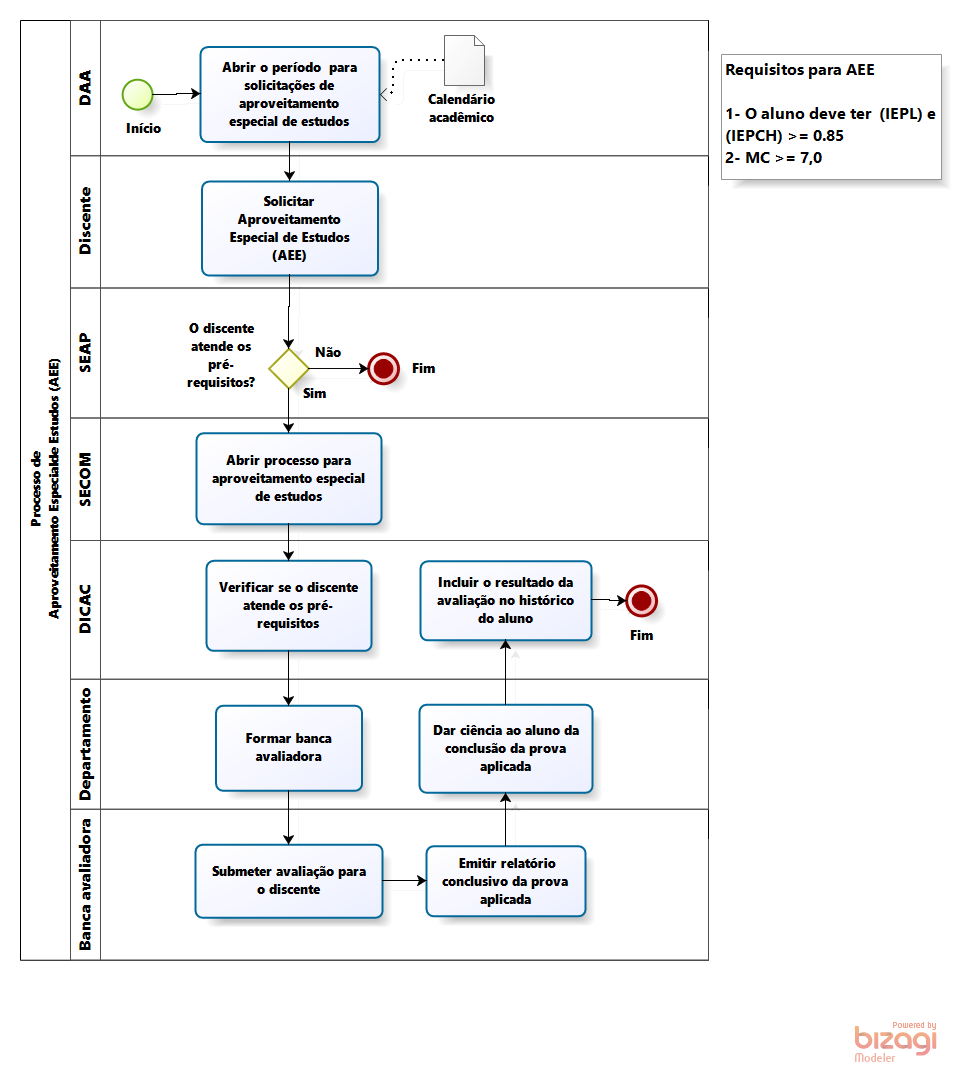 Processo de
Aproveitamento Especialde Estudos (AEE)
DAA
Início
Abrir o período para
solicitações de
aproveitamento
especial de estudos
Calendário
acadêmico
Requisitos para AEE
1- O aluno deve ter (IEPL) e
(IEPCH) >= 0.85
2- MC >= 7,0
Discente
Solicitar
Aproveitamento
Especial de Estudos
(AEE)
SEAP
O discente
atende os
pré-
requisitos?
Não
Sim
Fim
SECOM
Abrir processo para
aproveitamento especial
de estudos
DICAC
Verificar se o discente
atende os pré-
requisitos
Incluir o resultado da
avaliação no histórico
do aluno
Fim
Departamento
Formar banca
avaliadora
Dar ciência ao aluno da
conclusão da prova
aplicada
Banca avaliadora
Submeter avaliação para
o discente
Emitir relatório
conclusivo da prova
aplicada
Powered by
bizagi
Modeler